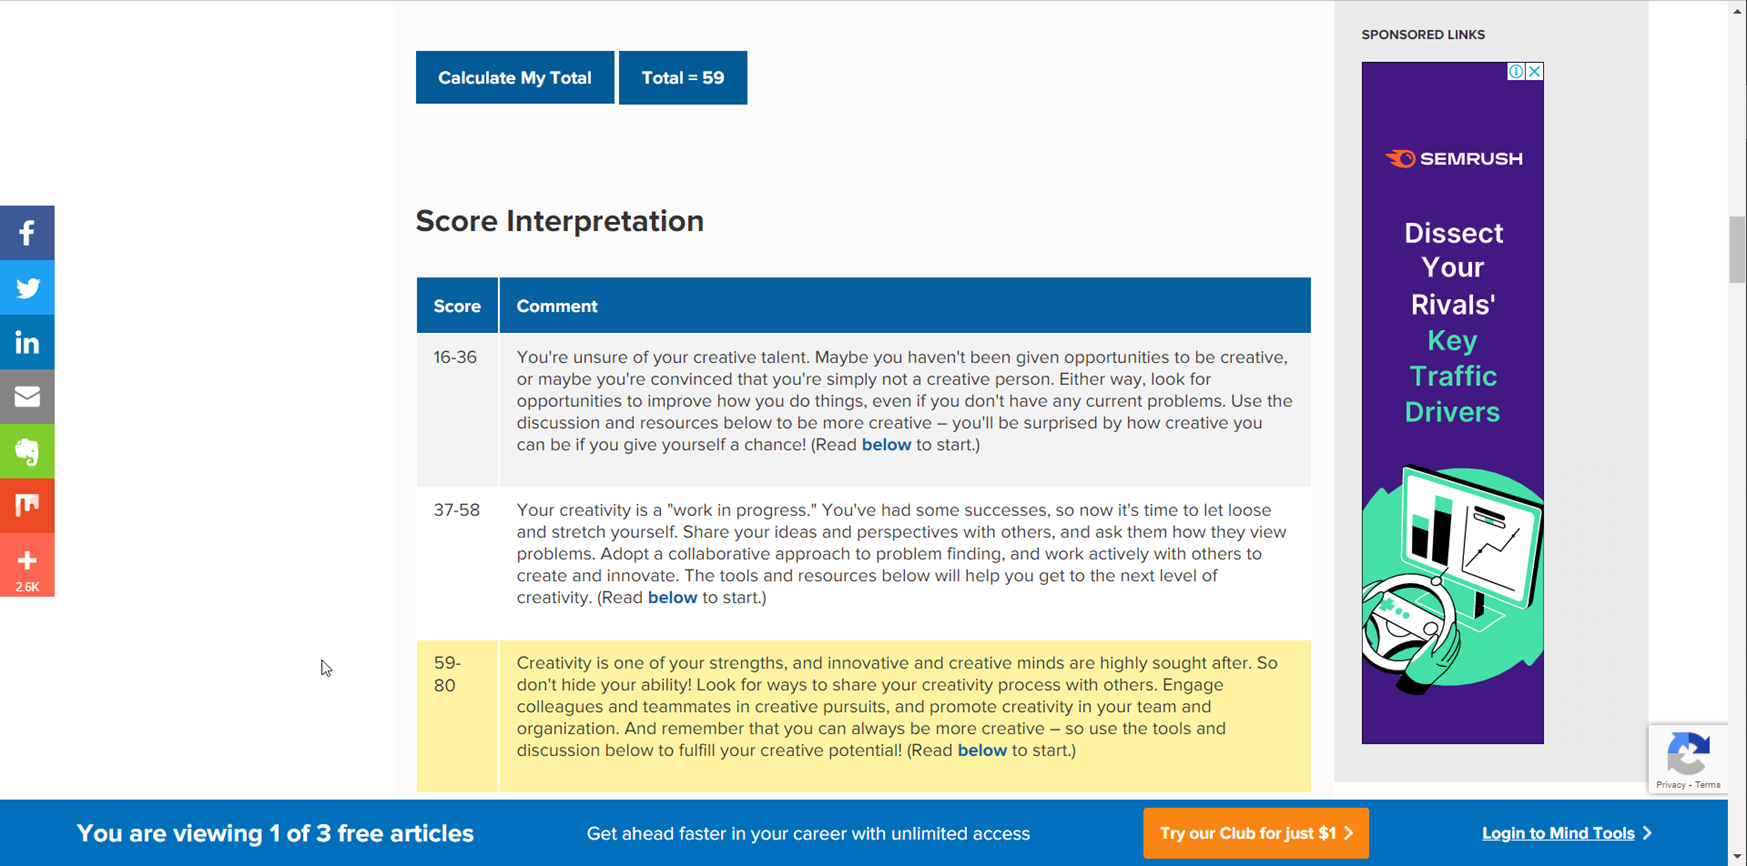 Calculate My Total
Total = 59
Score Interpretation
Score
Comment
16-36
You're unsure of your creative talent. Maybe you haven't been given opportunities to be creative,
or maybe you're convinced that you're simply not a creative person. Either way, look for
opportunities to improve how you do things, even if you don't have any current problems. Use the
discussion and resources below to be more creative – you'll be surprised by how creative you
can be if you give yourself a chance! (Read below to start.)
37-58
Your creativity is a "work in progress." You've had some successes, so now it's time to let loose
and stretch yourself. Share your ideas and perspectives with others, and ask them how they view
problems. Adopt a collaborative approach to problem finding, and work actively with others to
create and innovate. The tools and resources below will help you get to the next level of
creativity. (Read below to start.)
59-
80
Creativity is one of your strengths, and innovative and creative minds are highly sought after. So
don't hide your ability! Look for ways to share your creativity process with others. Engage
colleagues and teammates in creative pursuits, and promote creativity in your team and
organization. And remember that you can always be more creative – so use the tools and
discussion below to fulfill your creative potential! (Read below to start.)
2.6K
SPONSORED LINKS
SEMRUSH
Dissect
Your
Rivals'
Key
Traffic
Drivers
Privacy - Terms
You are viewing 1 of 3 free articles
Get ahead faster in your career with unlimited access
Try our Club for just $1
Login to Mind Tools